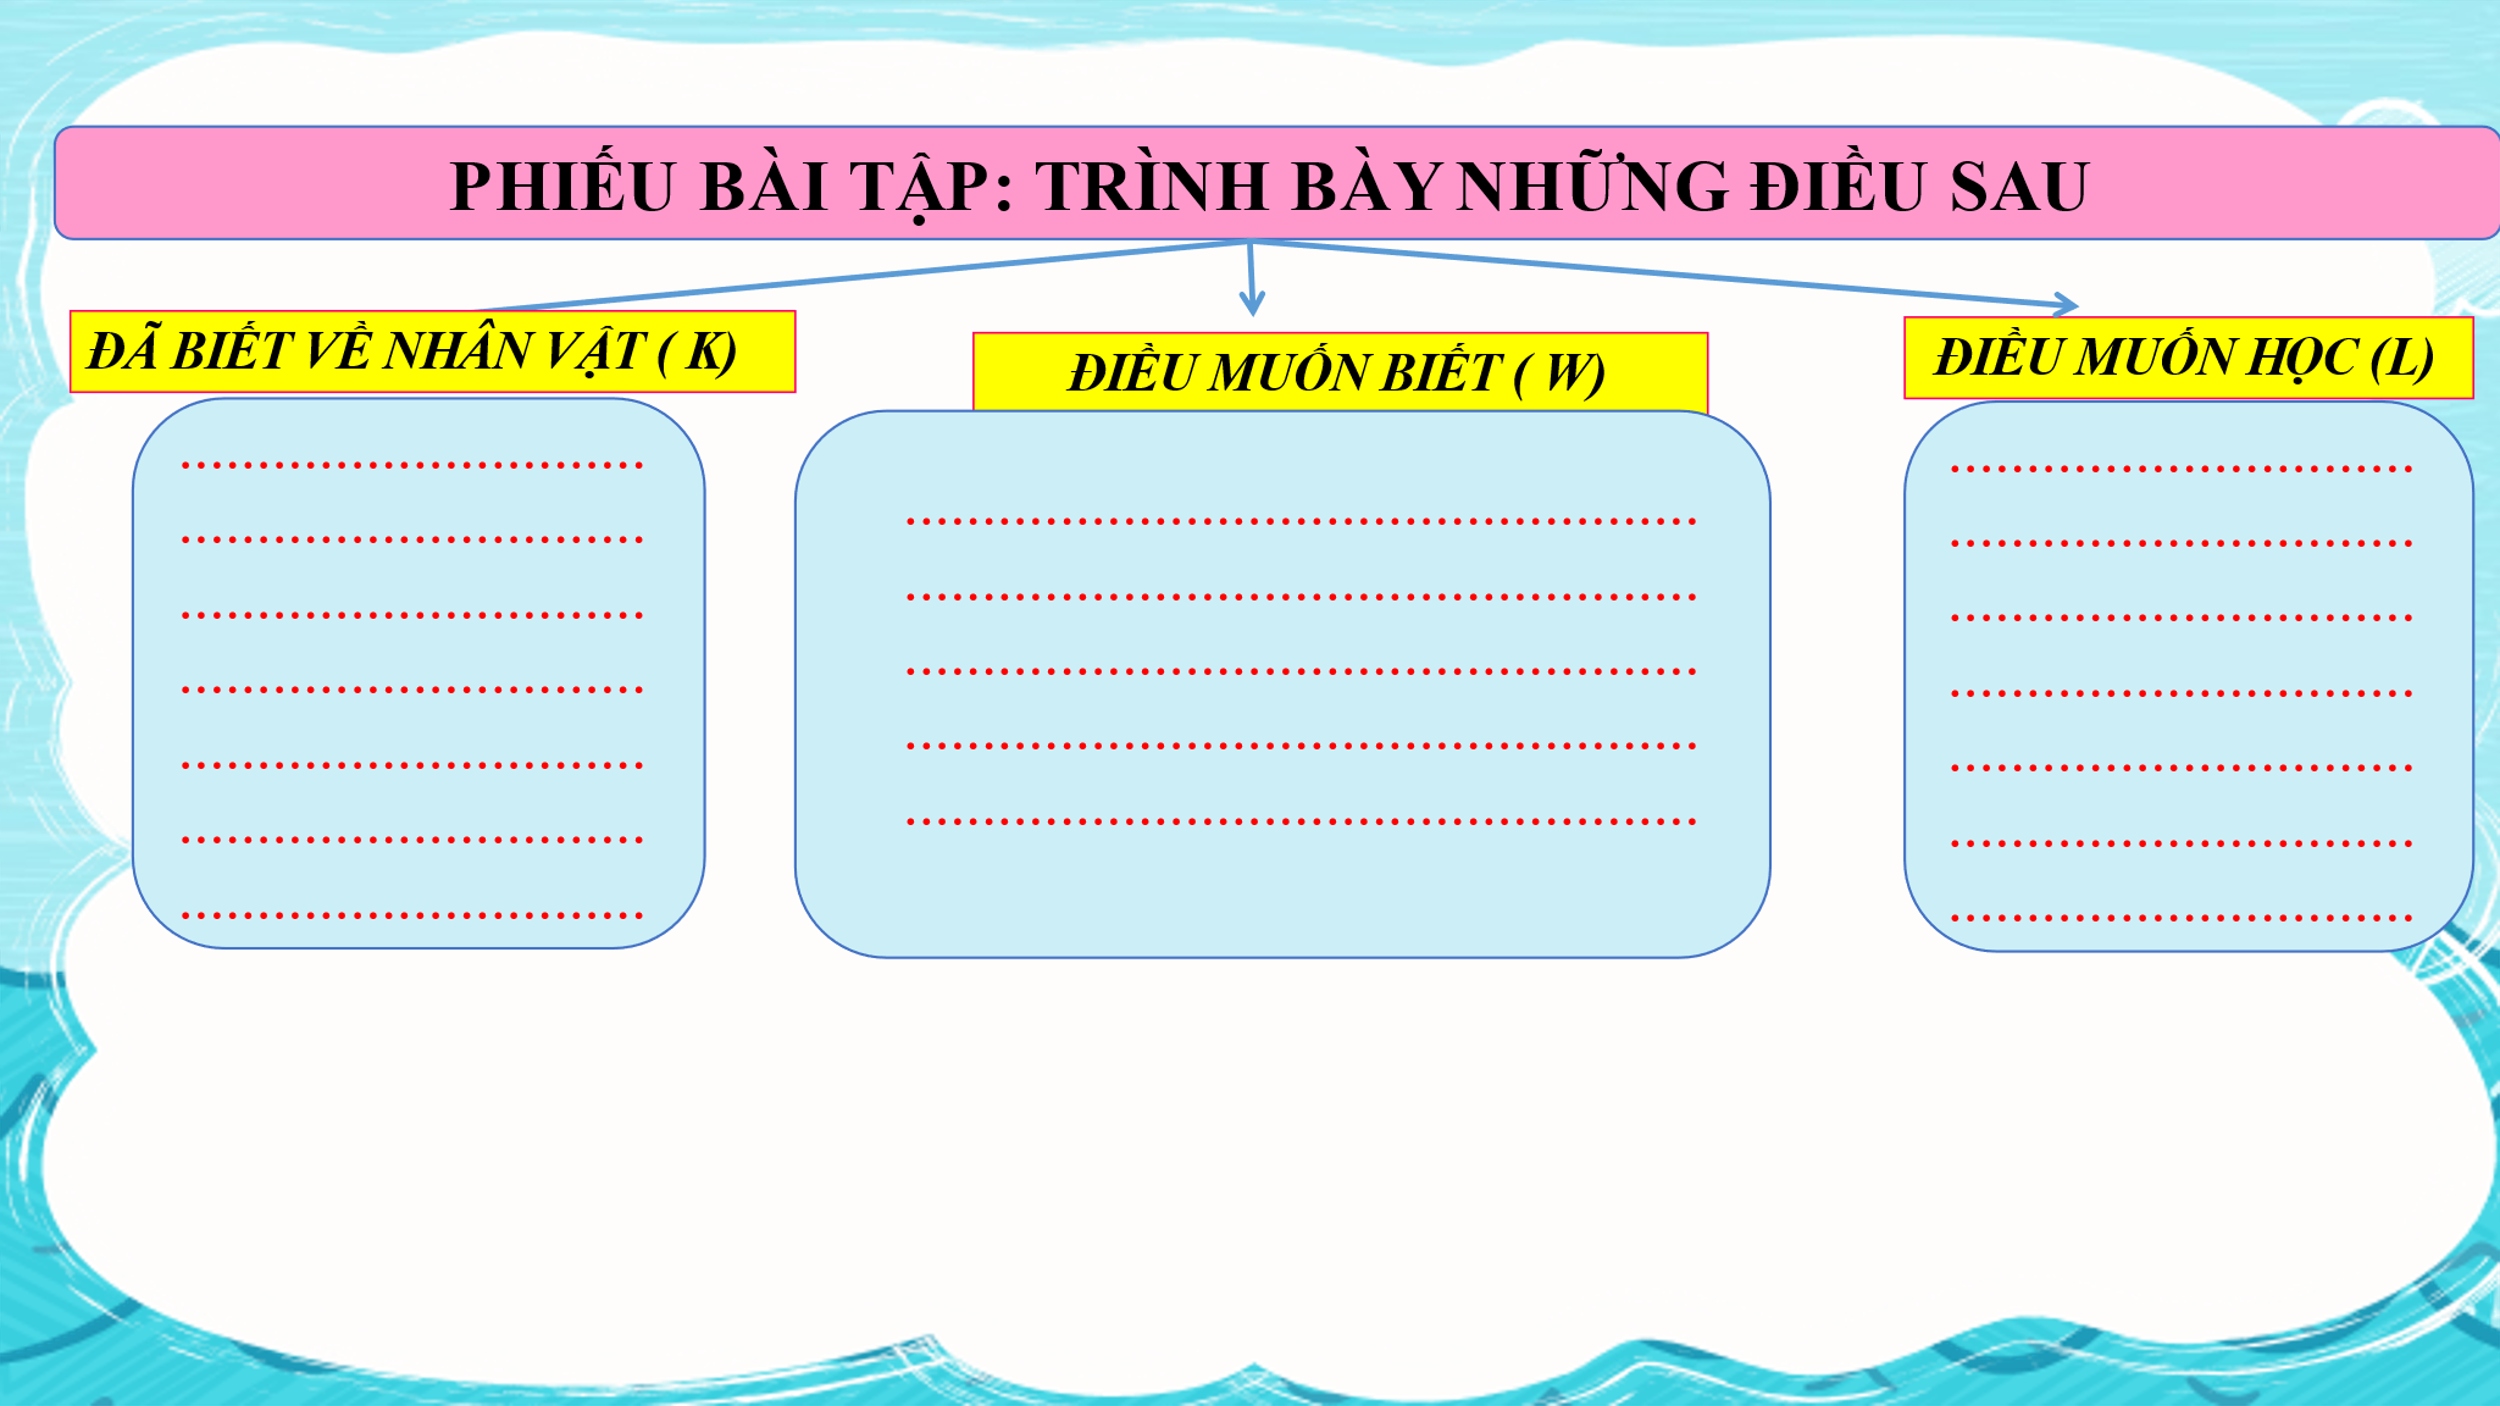 PHIẾU BÀI TẬP: TRÌNH BÀY NHỮNG ĐIỀU SAU
ĐÃ BIẾT VỀ NHÂN VẬT ( K)
ĐIỀU MUỐN BIẾT ( W)
ĐIỀU MUỐN HỌC (L)